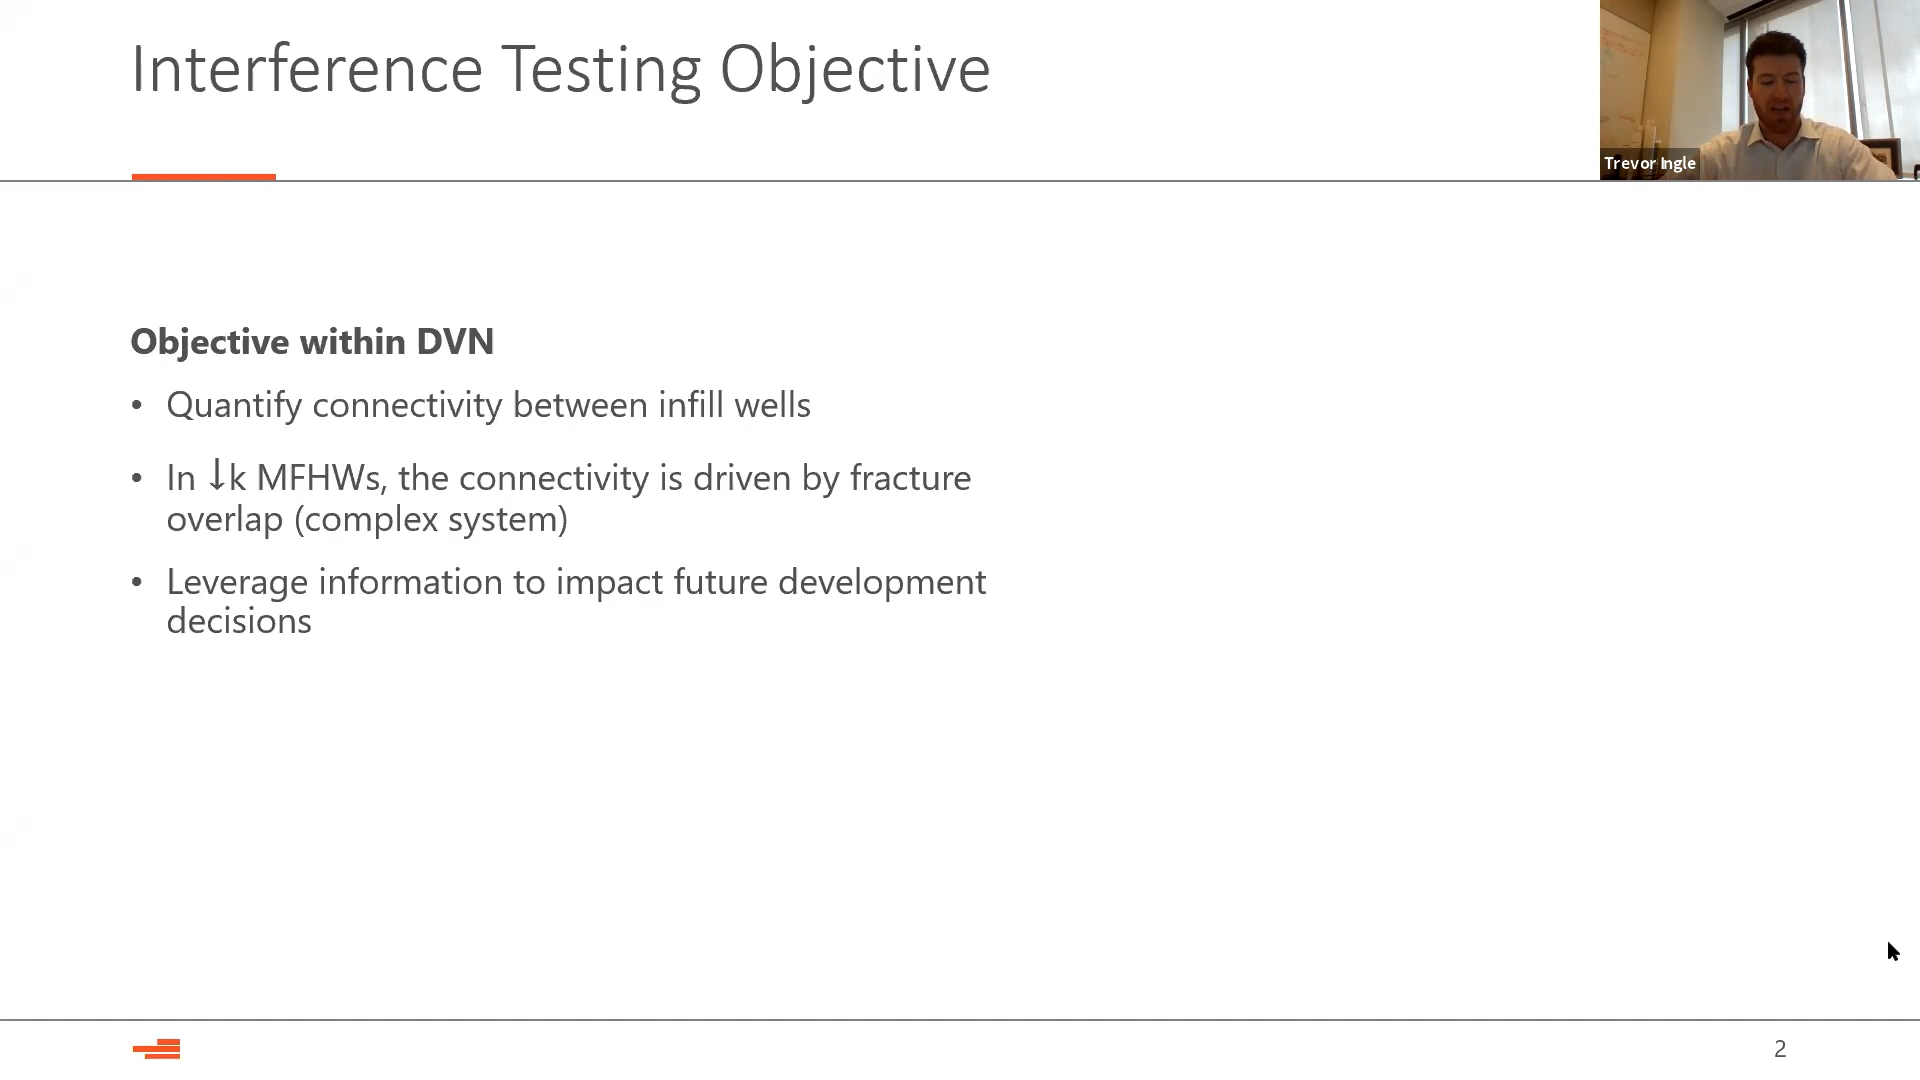 Interference Testing Objective
Trevor Ingle
Objective within DVN
• Quantify connectivity between infill wells
• In ↓k MFHWs, the connectivity is driven by fracture
overlap (complex system)
• Leverage information to impact future development
decisions
2